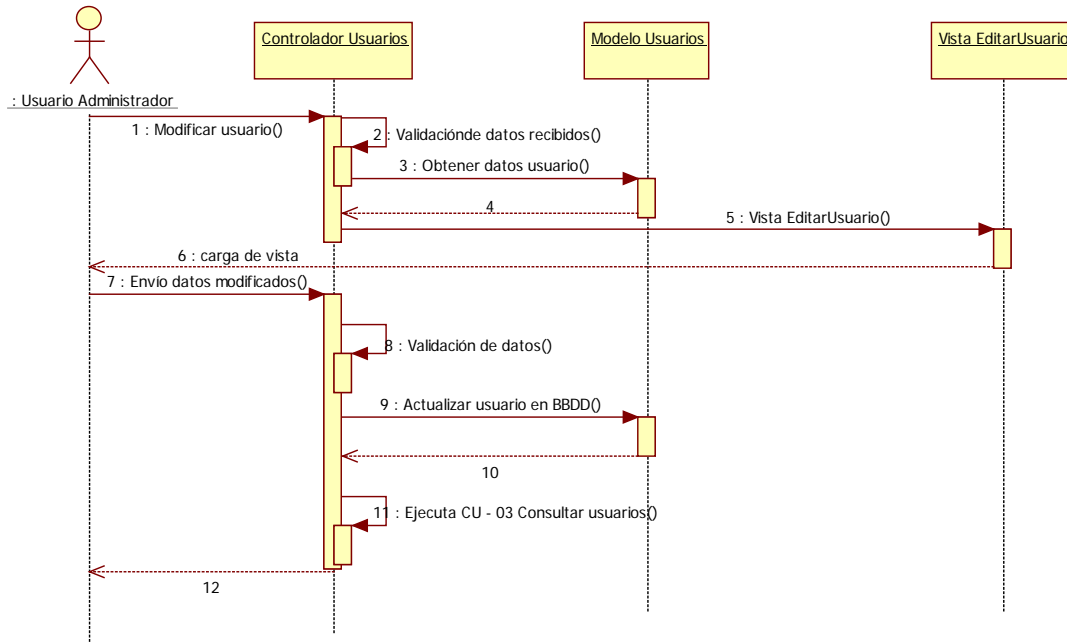 Controlador Usuarios
Modelo Usuarios
Vista EditarUsuario
: Usuario Administrador
1 : Modificar usuario()
2 : Validaciónde datos recibidos()
3 : Obtener datos usuario()
4
5 : Vista EditarUsuario()
6 : carga de vista
7 : Envío datos modificados()
8 : Validación de datos()
9 : Actualizar usuario en BBDD()
10
11 : Ejecuta CU - 03 Consultar usuarios()
12